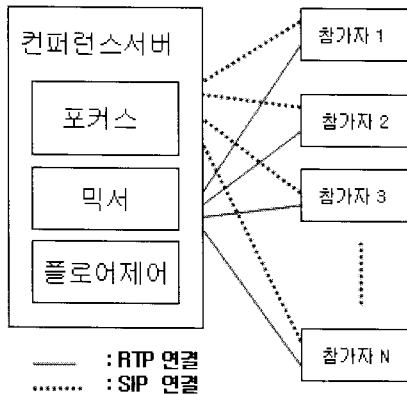 컨퍼런스서버
포커스
믹서
플로어제어
참가자 1
참가자 2
참가자 3
참가자 N
: RTP 연결
: SIP 연결